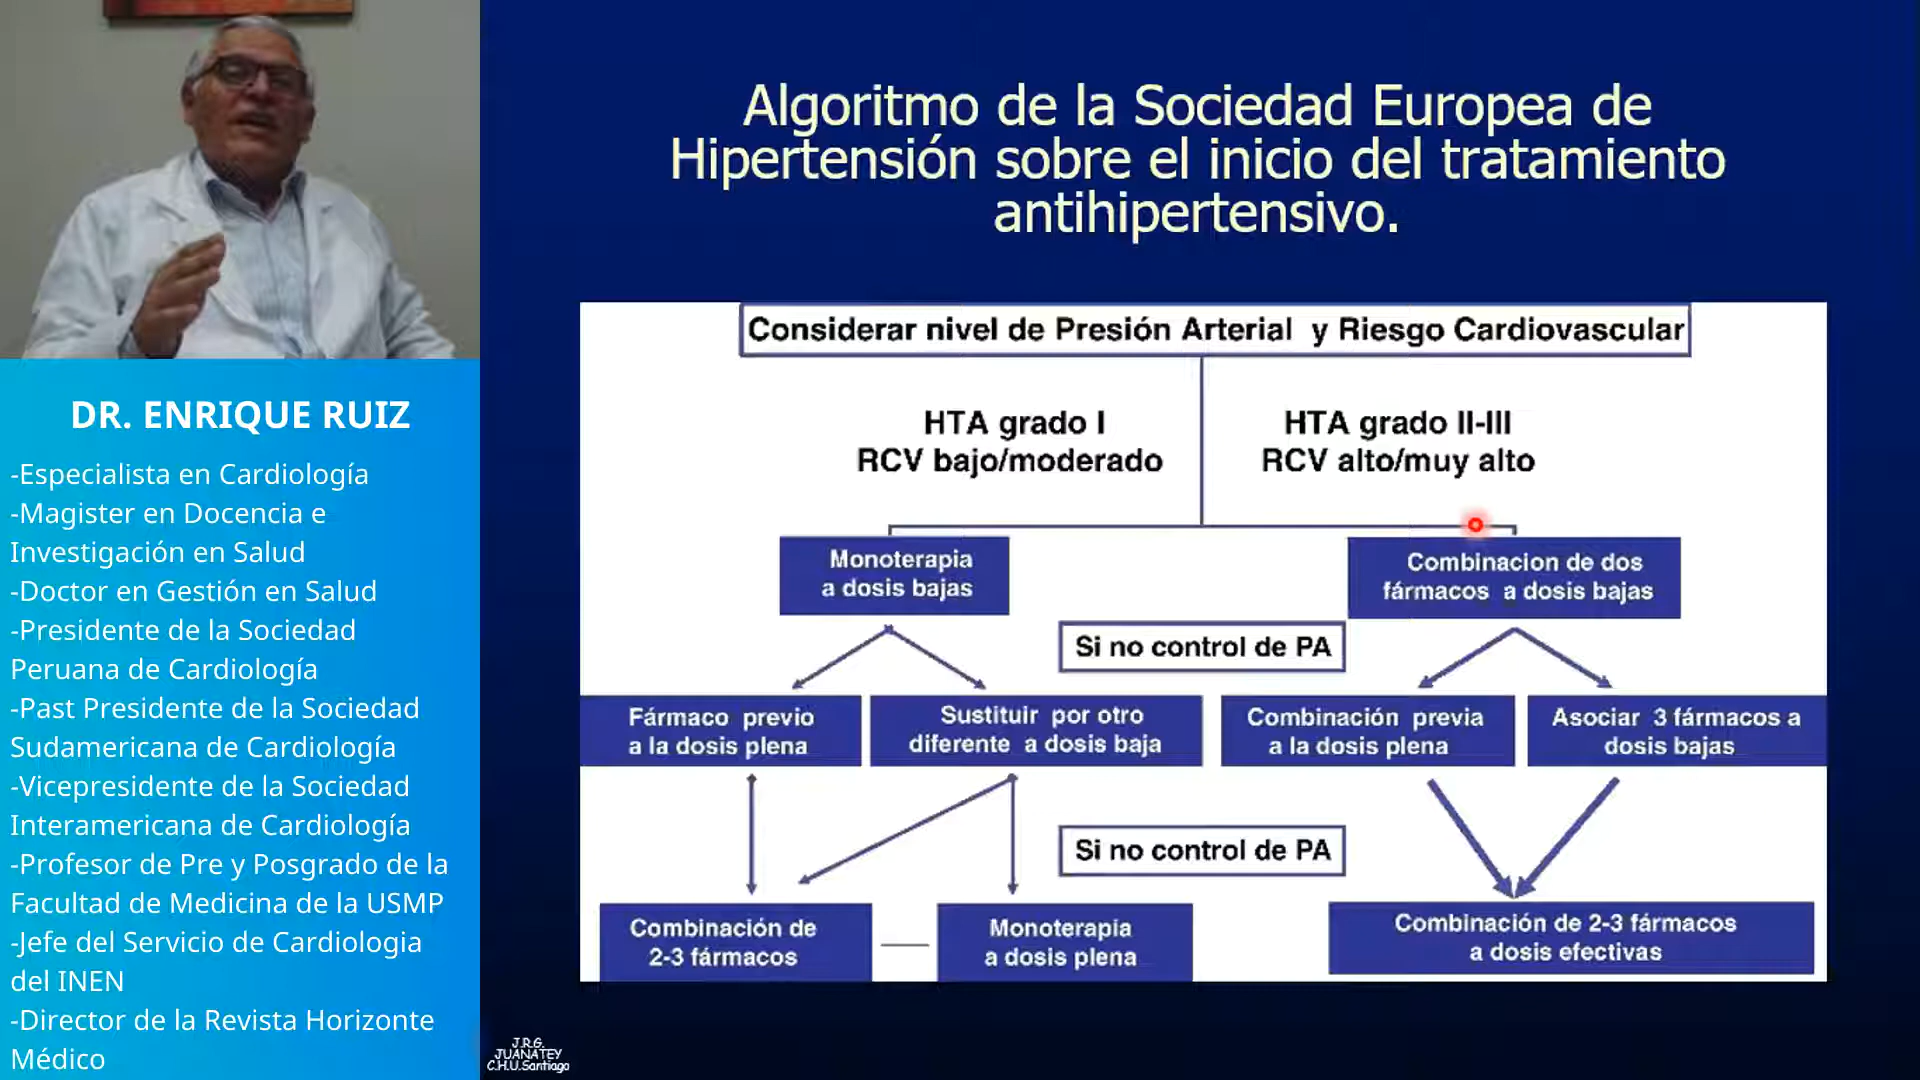 DR. ENRIQUE RUIZ
-Especialista en Cardiología
-Magister en Docencia e
Investigación en Salud
-Doctor en Gestión en Salud
-Presidente de la Sociedad
Peruana de Cardiología
-Past Presidente de la Sociedad
Sudamericana de Cardiología
-Vicepresidente de la Sociedad
Interamericana de Cardiología
-Profesor de Pre y Posgrado de la
Facultad de Medicina de la USMP
-Jefe del Servicio de Cardiologia
del INEN
-Director de la Revista Horizonte
Médico
Algoritmo de la Sociedad Europea de
Hipertensión sobre el inicio del tratamiento
antihipertensivo.
Considerar nivel de Presión Arterial y Riesgo Cardiovascular
HTA grado I
RCV bajo/moderado
HTA grado II-III
RCV alto/muy alto
Monoterapia
a dosis bajas
Combinacion de dos
fármacos a dosis bajas
Si no control de PA
Fármaco previo
a la dosis plena
Sustituir por otro
diferente a dosis baja
Combinación previa
a la dosis plena
Asociar 3 fármacos a
dosis bajas
Si no control de PA
Combinación de
2-3 fármacos
Monoterapia
a dosis plena
Combinación de 2-3 fármacos
a dosis efectivas
J.R.G.
JUANATEY
C.H.U.Santiago